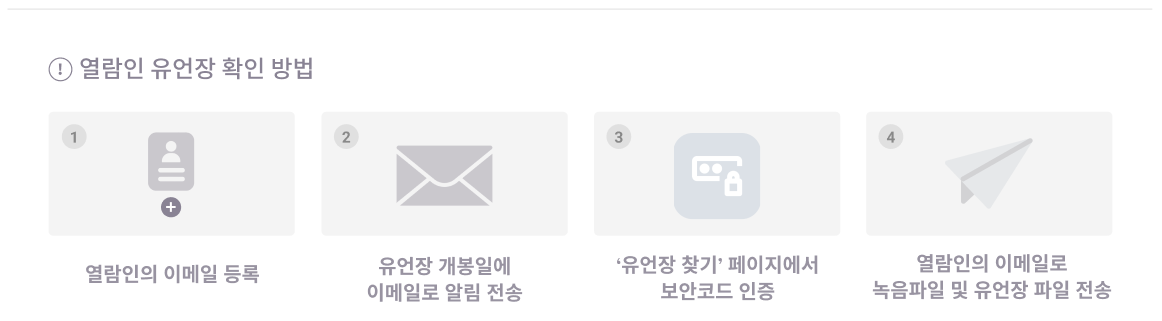 ! 열람인 유언장 확인 방법
1
열람인의 이메일 등록
2
유언장 개봉일에
이메일로 알림 전송
3
‘유언장 찾기’ 페이지에서
보안코드 인증
4
열람인의 이메일로
녹음파일 및 유언장 파일 전송